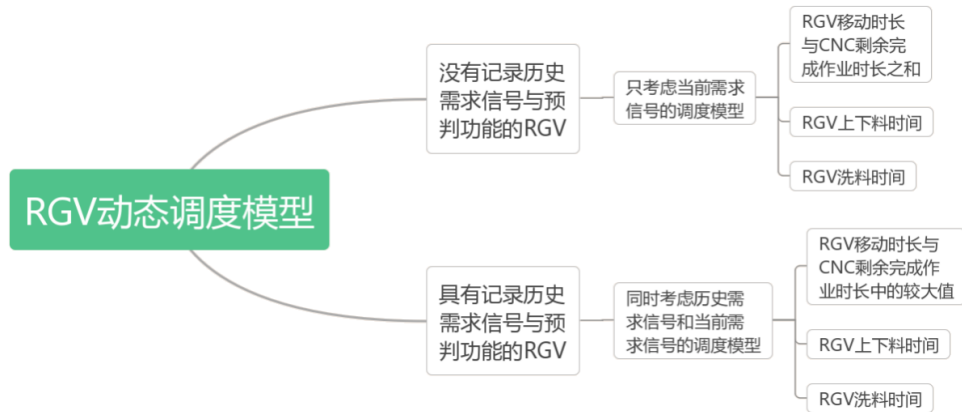 RGV动态调度模型
没有记录历史
需求信号与预
判功能的RGV
只考虑当前需求
信号的调度模型
RGV移动时长
与CNC剩余完
成作业时长之和
RGV上下料时间
RGV洗料时间
具有记录历史
需求信号与预
判功能的RGV
同时考虑历史需
求信号和当前需
求信号的调度模型
RGV移动时长与
CNC剩余完成作
业时长中的较大值
RGV上下料时间
RGV洗料时间